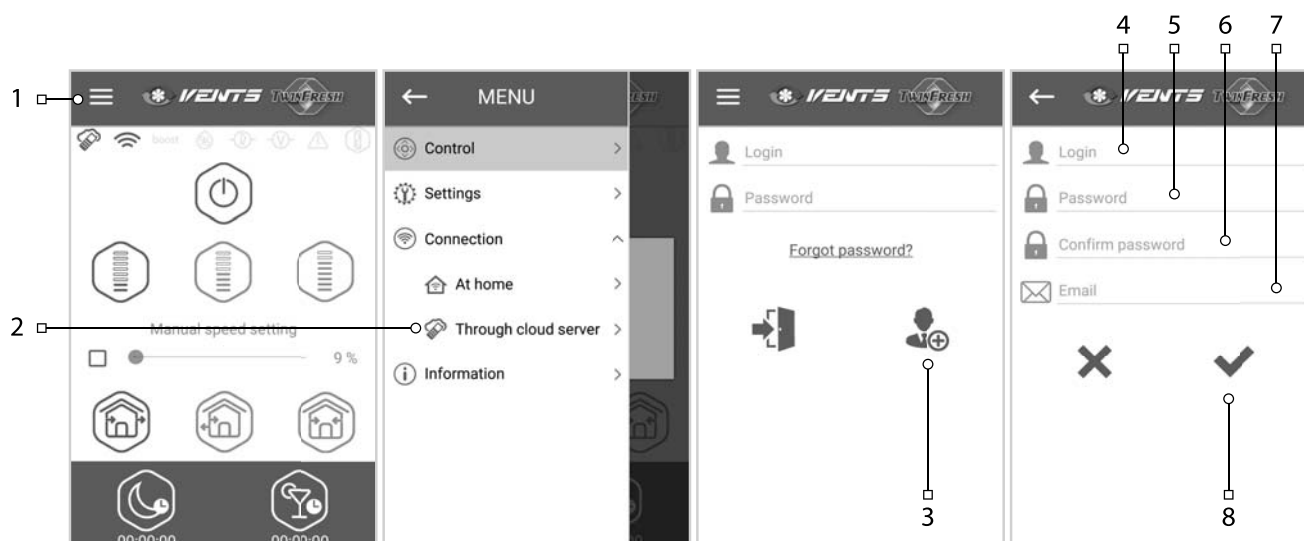 4 5 6 7
1
VENTS TWINFRESH
boost
Manual speed setting
9 %
00:00:00 00:00:00
2
MENU
Control
Settings
Connection
At home
Through cloud server
Information
VENTS TWINFRESH
Login
Password
Forgot password?
3
VENTS TWINFRESH
Login
Password
Confirm password
Email
8